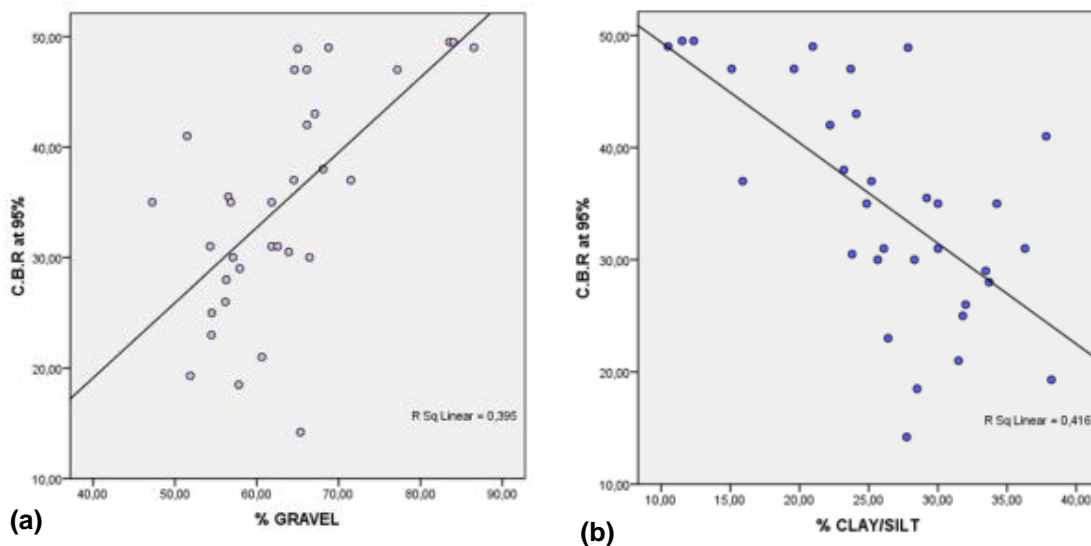 50,00
40,00
30,00
20,00
10,00
C.B.R at 95%
R Sq Linear = 0,395
40,00 50,00 60,00 70,00 80,00 90,00
% GRAVEL
(a)
50,00
40,00
30,00
20,00
10,00
C.B.R at 95%
R Sq Linear = 0,416
10,00 15,00 20,00 25,00 30,00 35,00 40,00
% CLAY/SILT
(b)